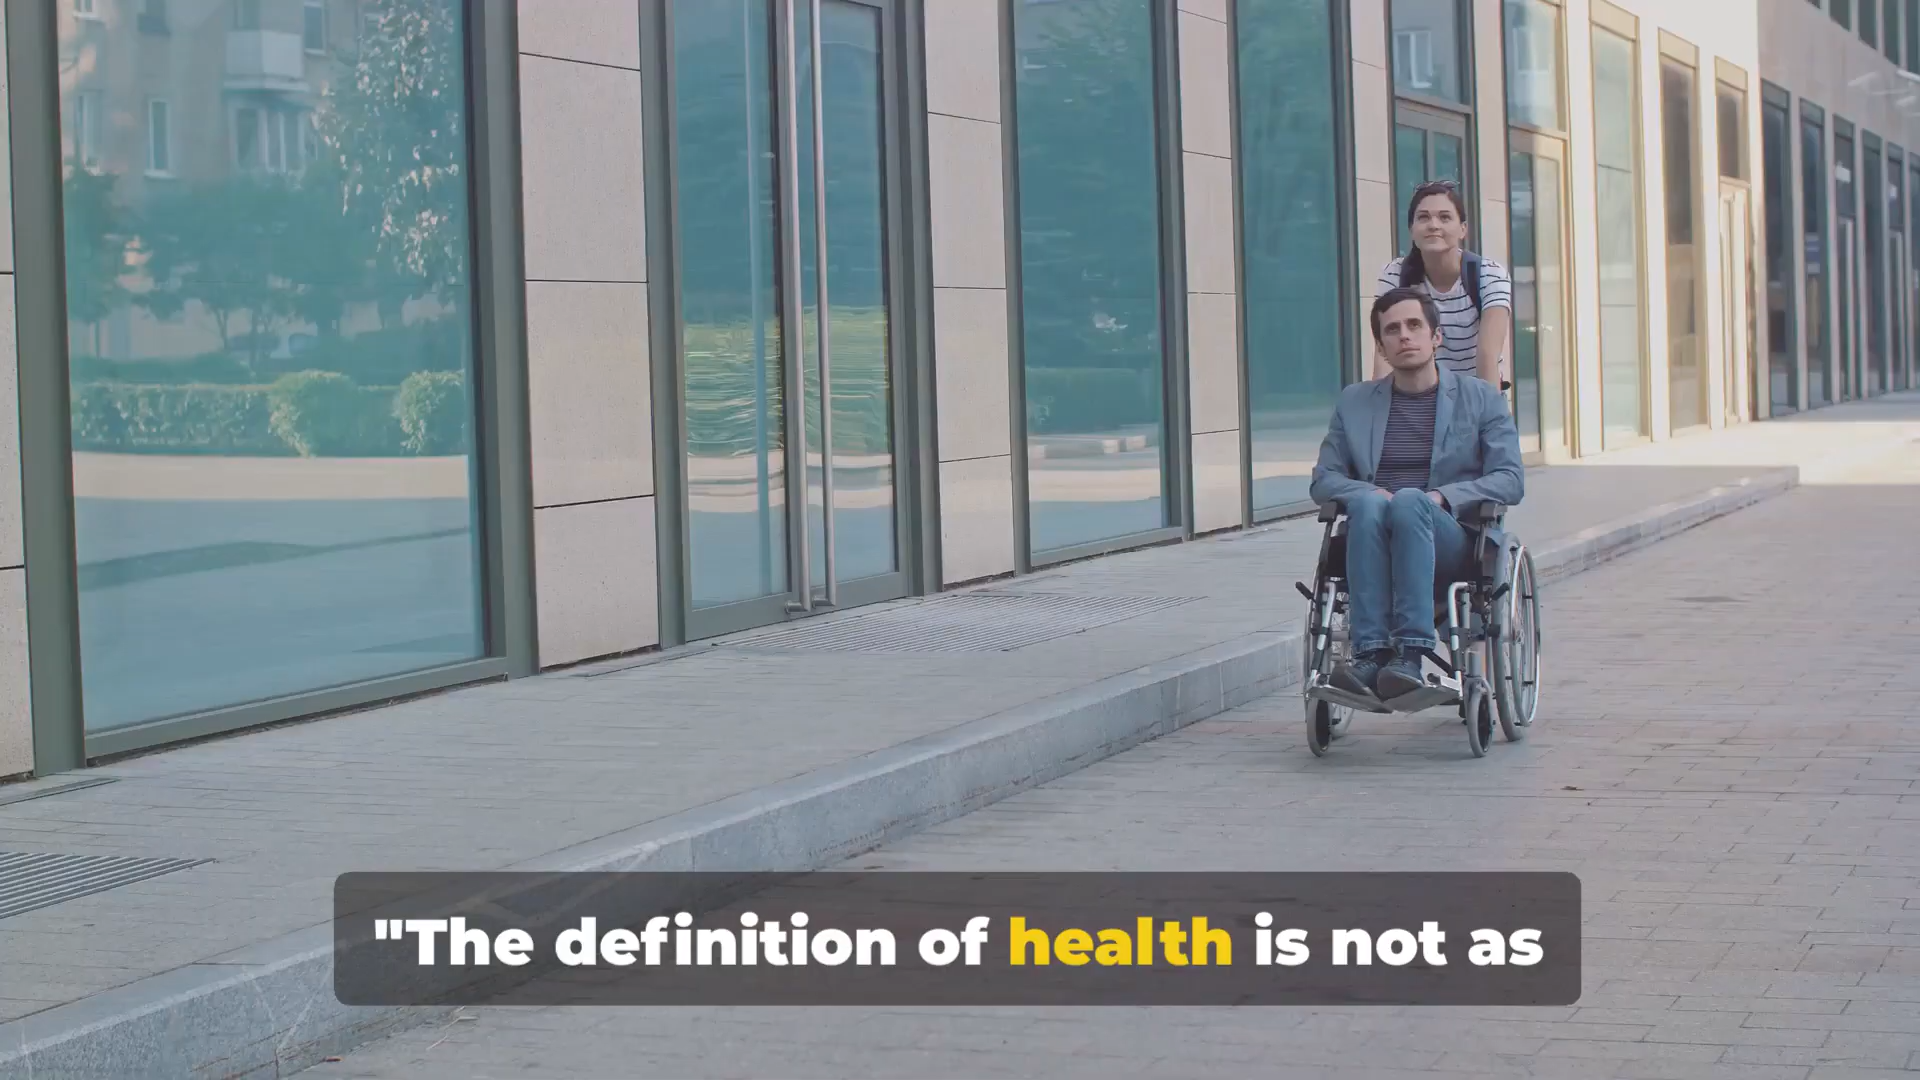 "The definition of health is not as